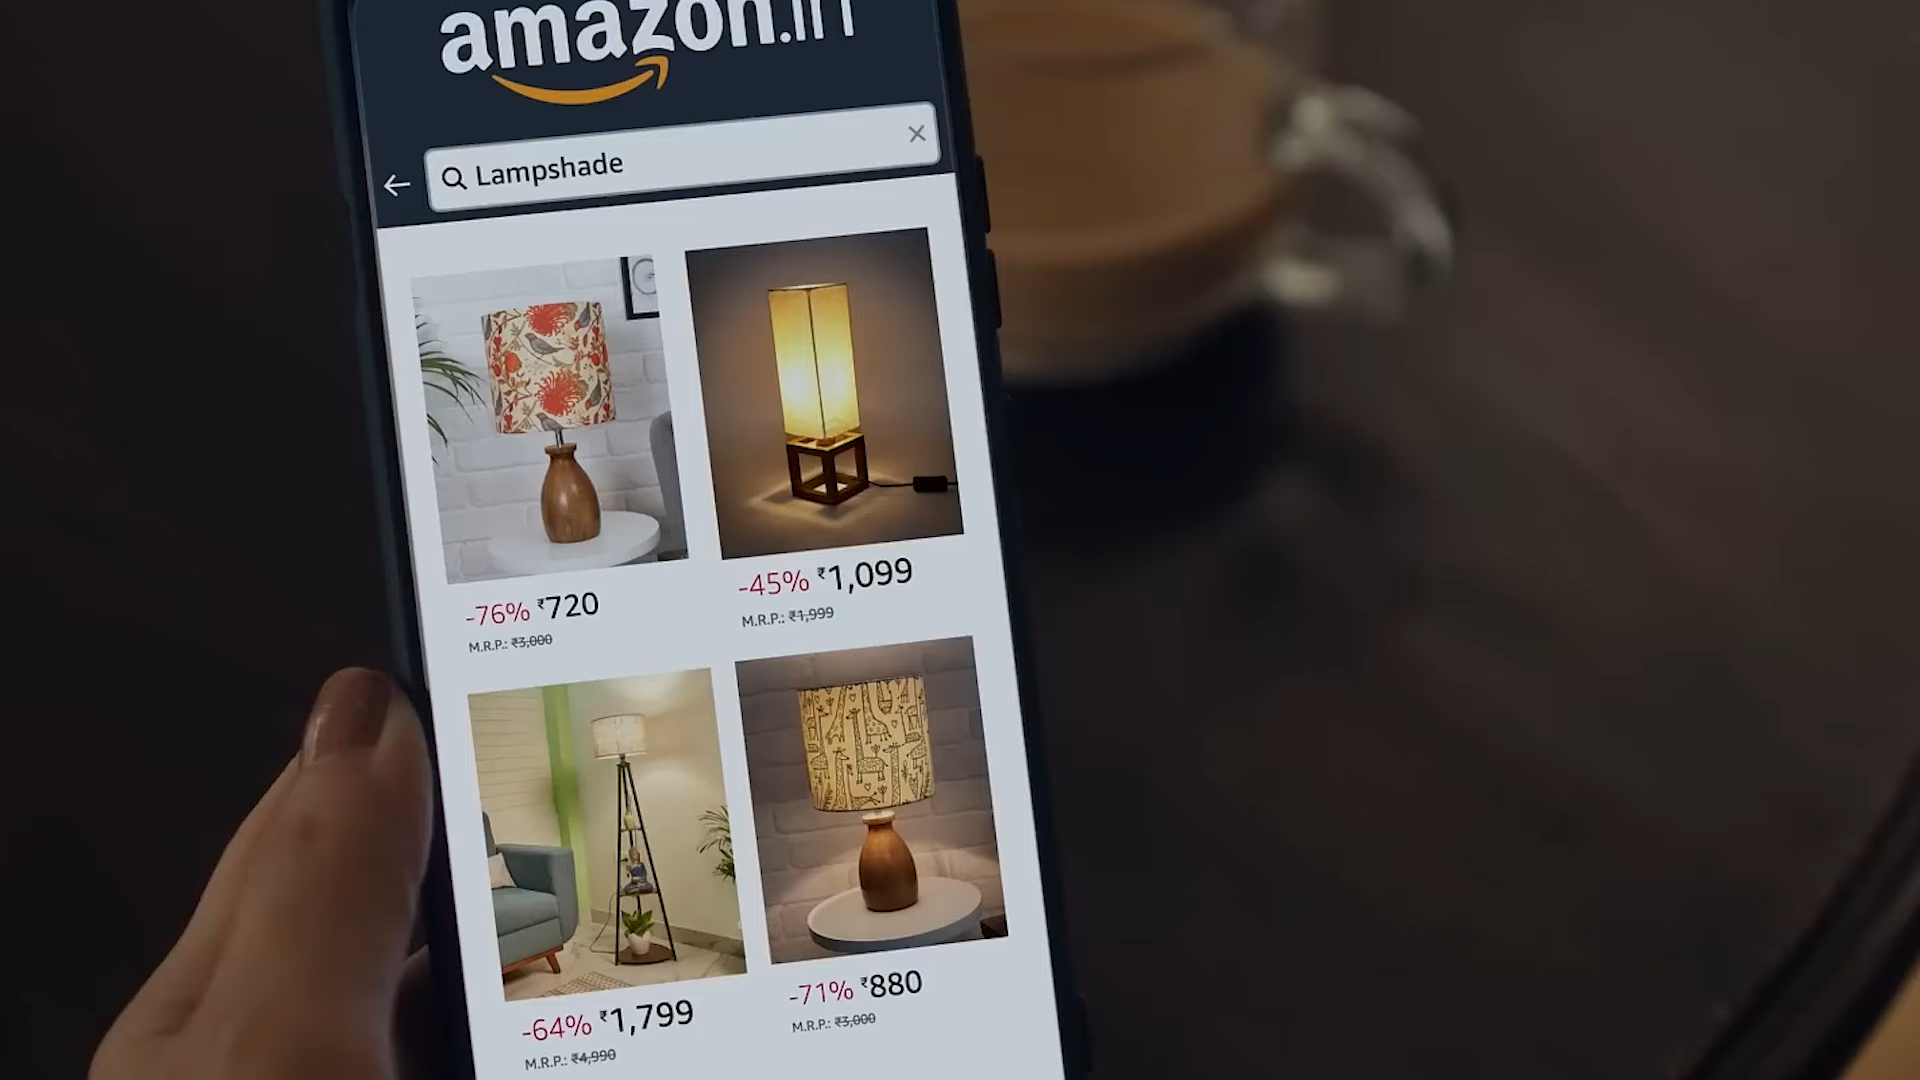 amazon.in
Lampshade
-76% ₹720
M.R.P.: ₹3,000
-45% ₹1,099
M.R.P.: ₹1,999
-64% ₹1,799
M.R.P.: ₹4,990
-71% ₹880
M.R.P.: ₹3,000